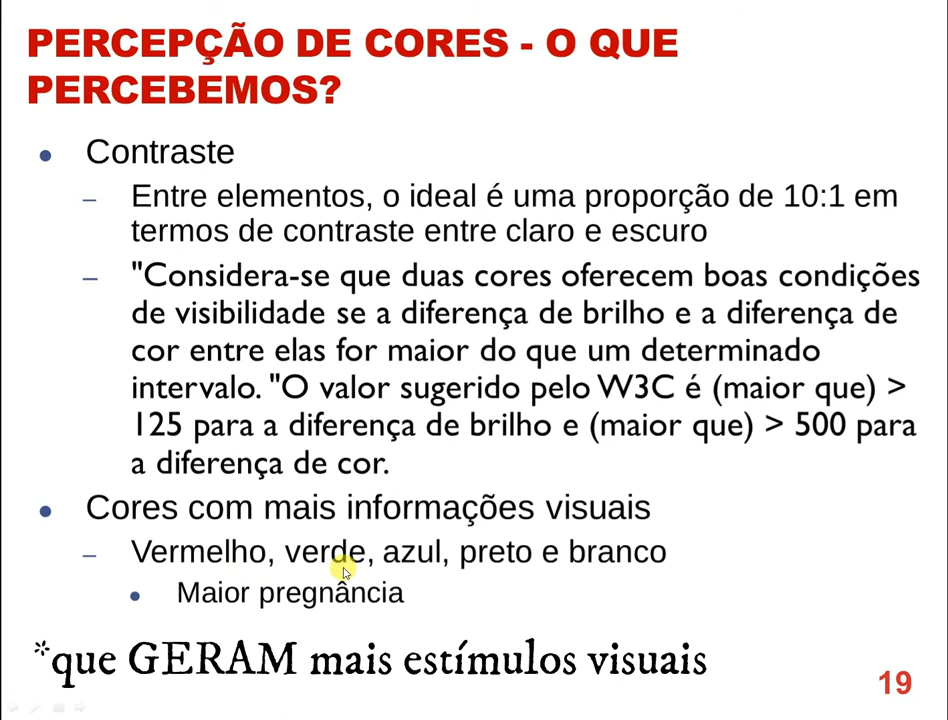 PERCEPÇÃO DE CORES - O QUE
PERCEBEMOS?
• Contraste
– Entre elementos, o ideal é uma proporção de 10:1 em
termos de contraste entre claro e escuro
– "Considera-se que duas cores oferecem boas condições
de visibilidade se a diferença de brilho e a diferença de
cor entre elas for maior do que um determinado
intervalo. "O valor sugerido pelo W3C é (maior que) >
125 para a diferença de brilho e (maior que) > 500 para
a diferença de cor.
• Cores com mais informações visuais
– Vermelho, verde, azul, preto e branco
• Maior pregnância
*que GERAM mais estímulos visuais
19